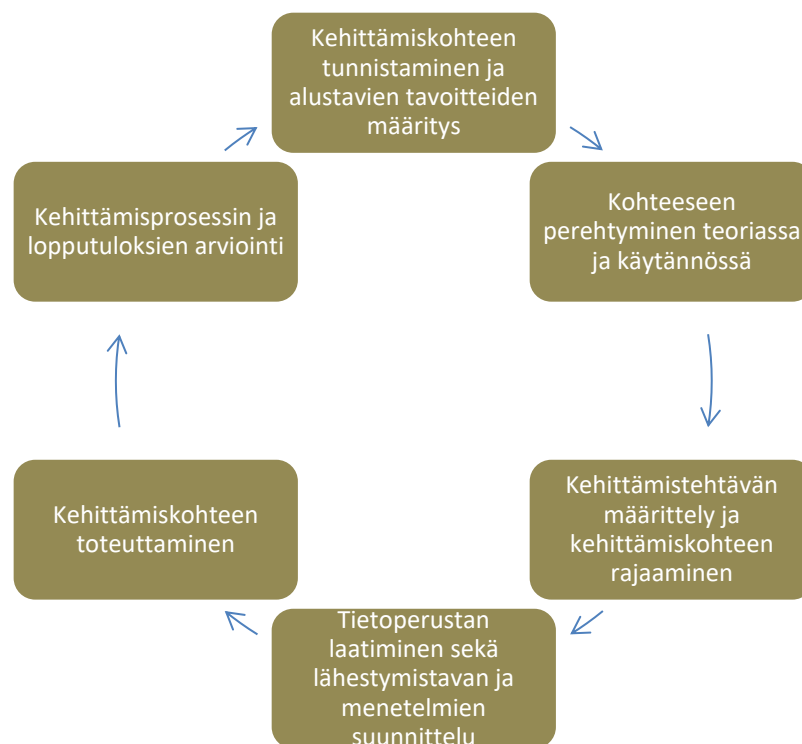 Kehittämiskohteen
tunnistaminen ja
alustavien tavoitteiden
määritys
Kohteeseen
perehtyminen teoriassa
ja käytännössä
Kehittämistehtävän
määrittely ja
kehittämiskohteen
rajaaminen
Tietoperustan
laatiminen sekä
lähestymistavan ja
menetelmien
suunnittelu
Kehittämiskohteen
toteuttaminen
Kehittämisprosessin ja
lopputuloksien arviointi